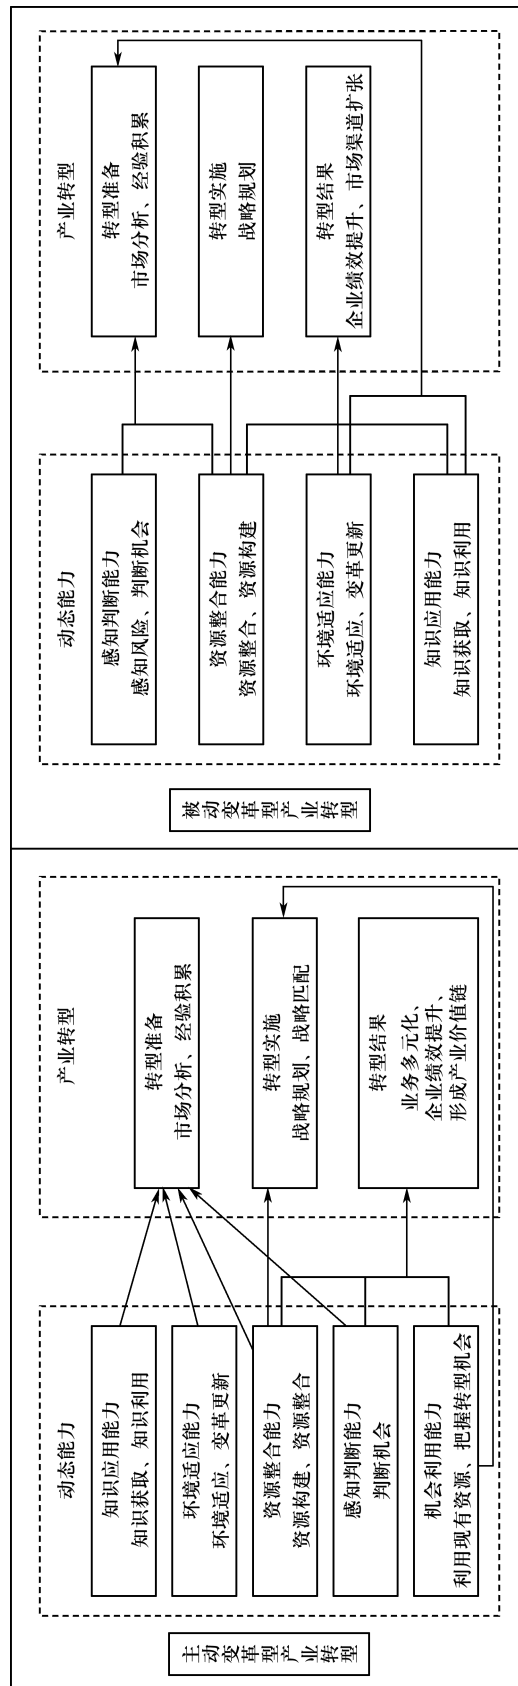 主动变革型产业转型
动态能力
知识应用能力
知识获取、知识利用
环境适应能力
环境适应、变革更新
资源整合能力
资源构建、资源整合
感知判断能力
判断机会
机会利用能力
利用现有资源、把握转型机会
产业转型
转型准备
市场分析、经验积累
转型实施
战略规划、战略匹配
转型结果
业务多元化、
企业绩效提升、
形成产业价值链
被动变革型产业转型
动态能力
感知判断能力
感知风险、判断机会
资源整合能力
资源整合、资源构建
环境适应能力
环境适应、变革更新
知识应用能力
知识获取、知识利用
产业转型
转型准备
市场分析、经验积累
转型实施
战略规划
转型结果
企业绩效提升、市场渠道扩张